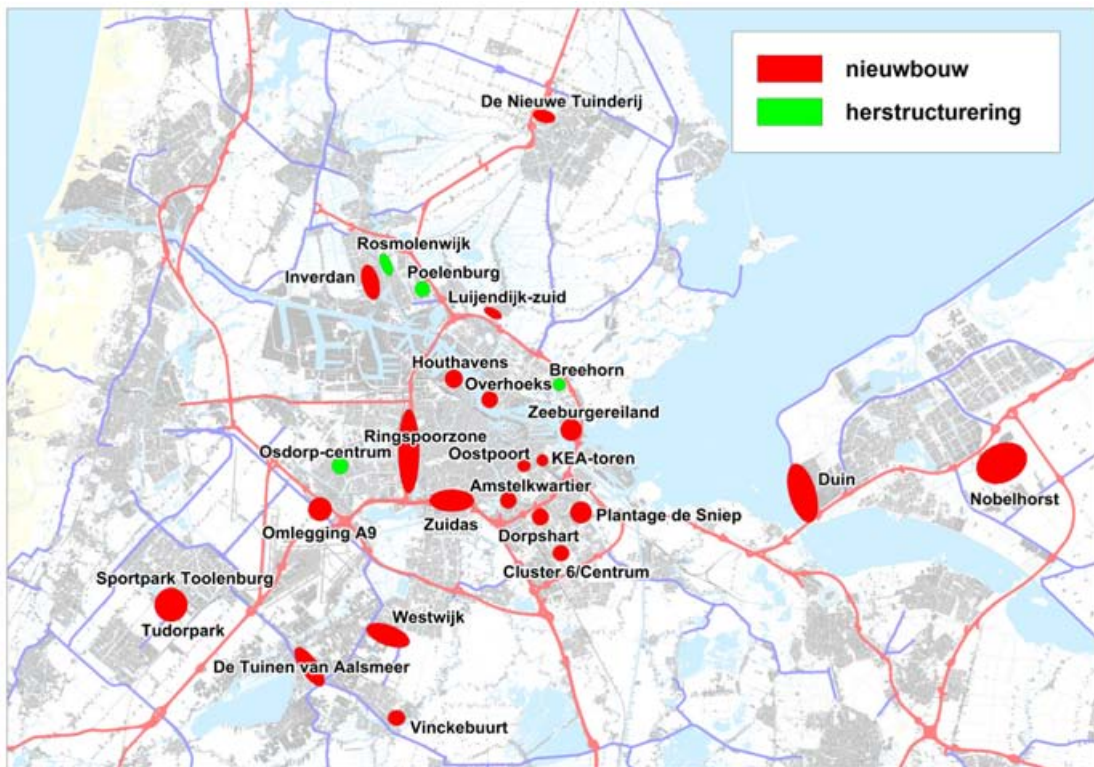 nieuwbouw
herstructurering
De Nieuwe Tuinderij
Rosmolenwijk
Inverdan
Poelenburg
Luijendijk-zuid
Houthavens
Breehorn
Overhoeks
Zeeburgereiland
Ringspoorzone
Osdorp-centrum
Oostpoort
KEA-toren
Duin
Nobelhorst
Amstelkwartier
Plantage de Sniep
Zuidas
Omlegging A9
Dorpshart
Cluster 6/Centrum
Sportpark Toolenburg
Tudorpark
Westwijk
De Tuinen van Aalsmeer
Vinckebuurt